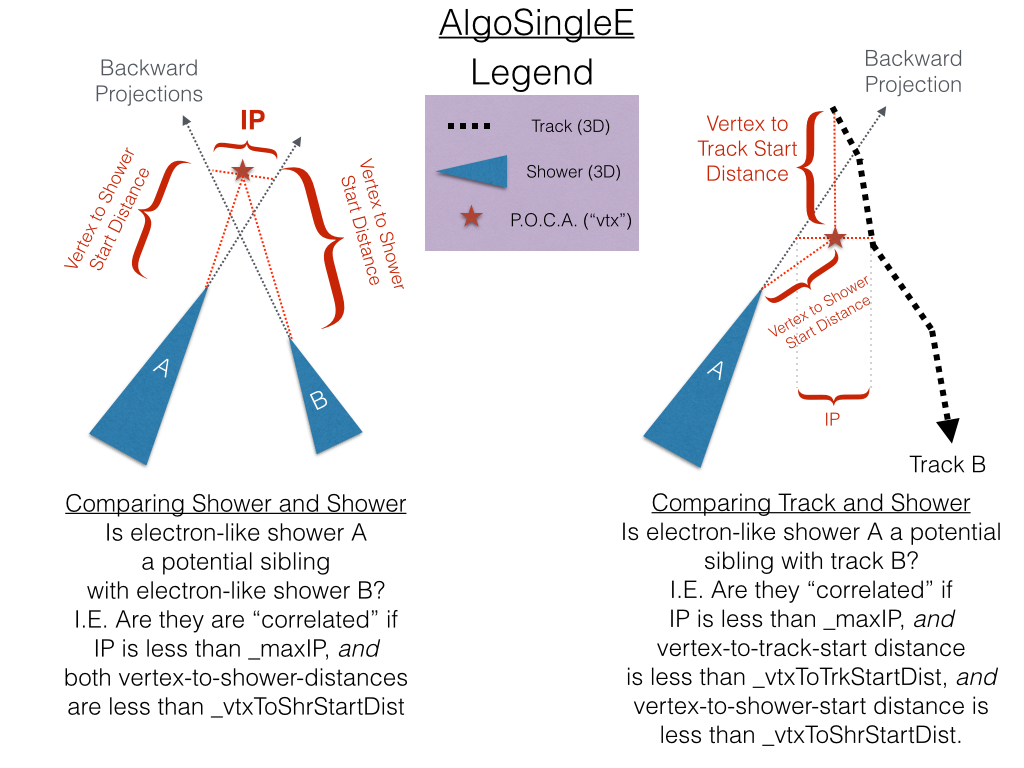 AlgoSingleE
Legend
Track (3D)
Shower (3D)
P.O.C.A. (“vtx”)
Backward
Projections
IP
Vertex to Shower
Start Distance
Vertex to Shower
Start Distance
A
B
Comparing Shower and Shower
Is electron-like shower A
a potential sibling
with electron-like shower B?
I.E. Are they are “correlated” if
IP is less than _maxIP, and
both vertex-to-shower-distances
are less than _vtxToShrStartDist
Backward
Projection
Vertex to
Track Start
Distance
Vertex to Shower
Start Distance
A
IP
Track B
Comparing Track and Shower
Is electron-like shower A a potential
sibling with track B?
I.E. Are they “correlated” if
IP is less than _maxIP, and
vertex-to-track-start distance
is less than _vtxToTrkStartDist, and
vertex-to-shower-start distance is
less than _vtxToShrStartDist.